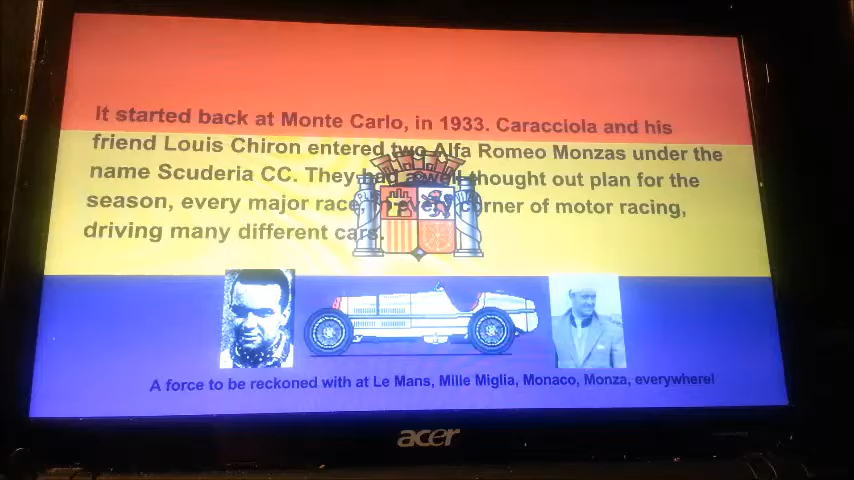 It started back at Monte Carlo, in 1933. Caracciola and his
friend Louis Chiron entered two Alfa Romeo Monzas under the
name Scuderia CC. They had a well thought out plan for the
season, every major race, in every corner of motor racing,
driving many different cars.
A force to be reckoned with at Le Mans, Mille Miglia, Monaco, Monza, everywhere!
acer